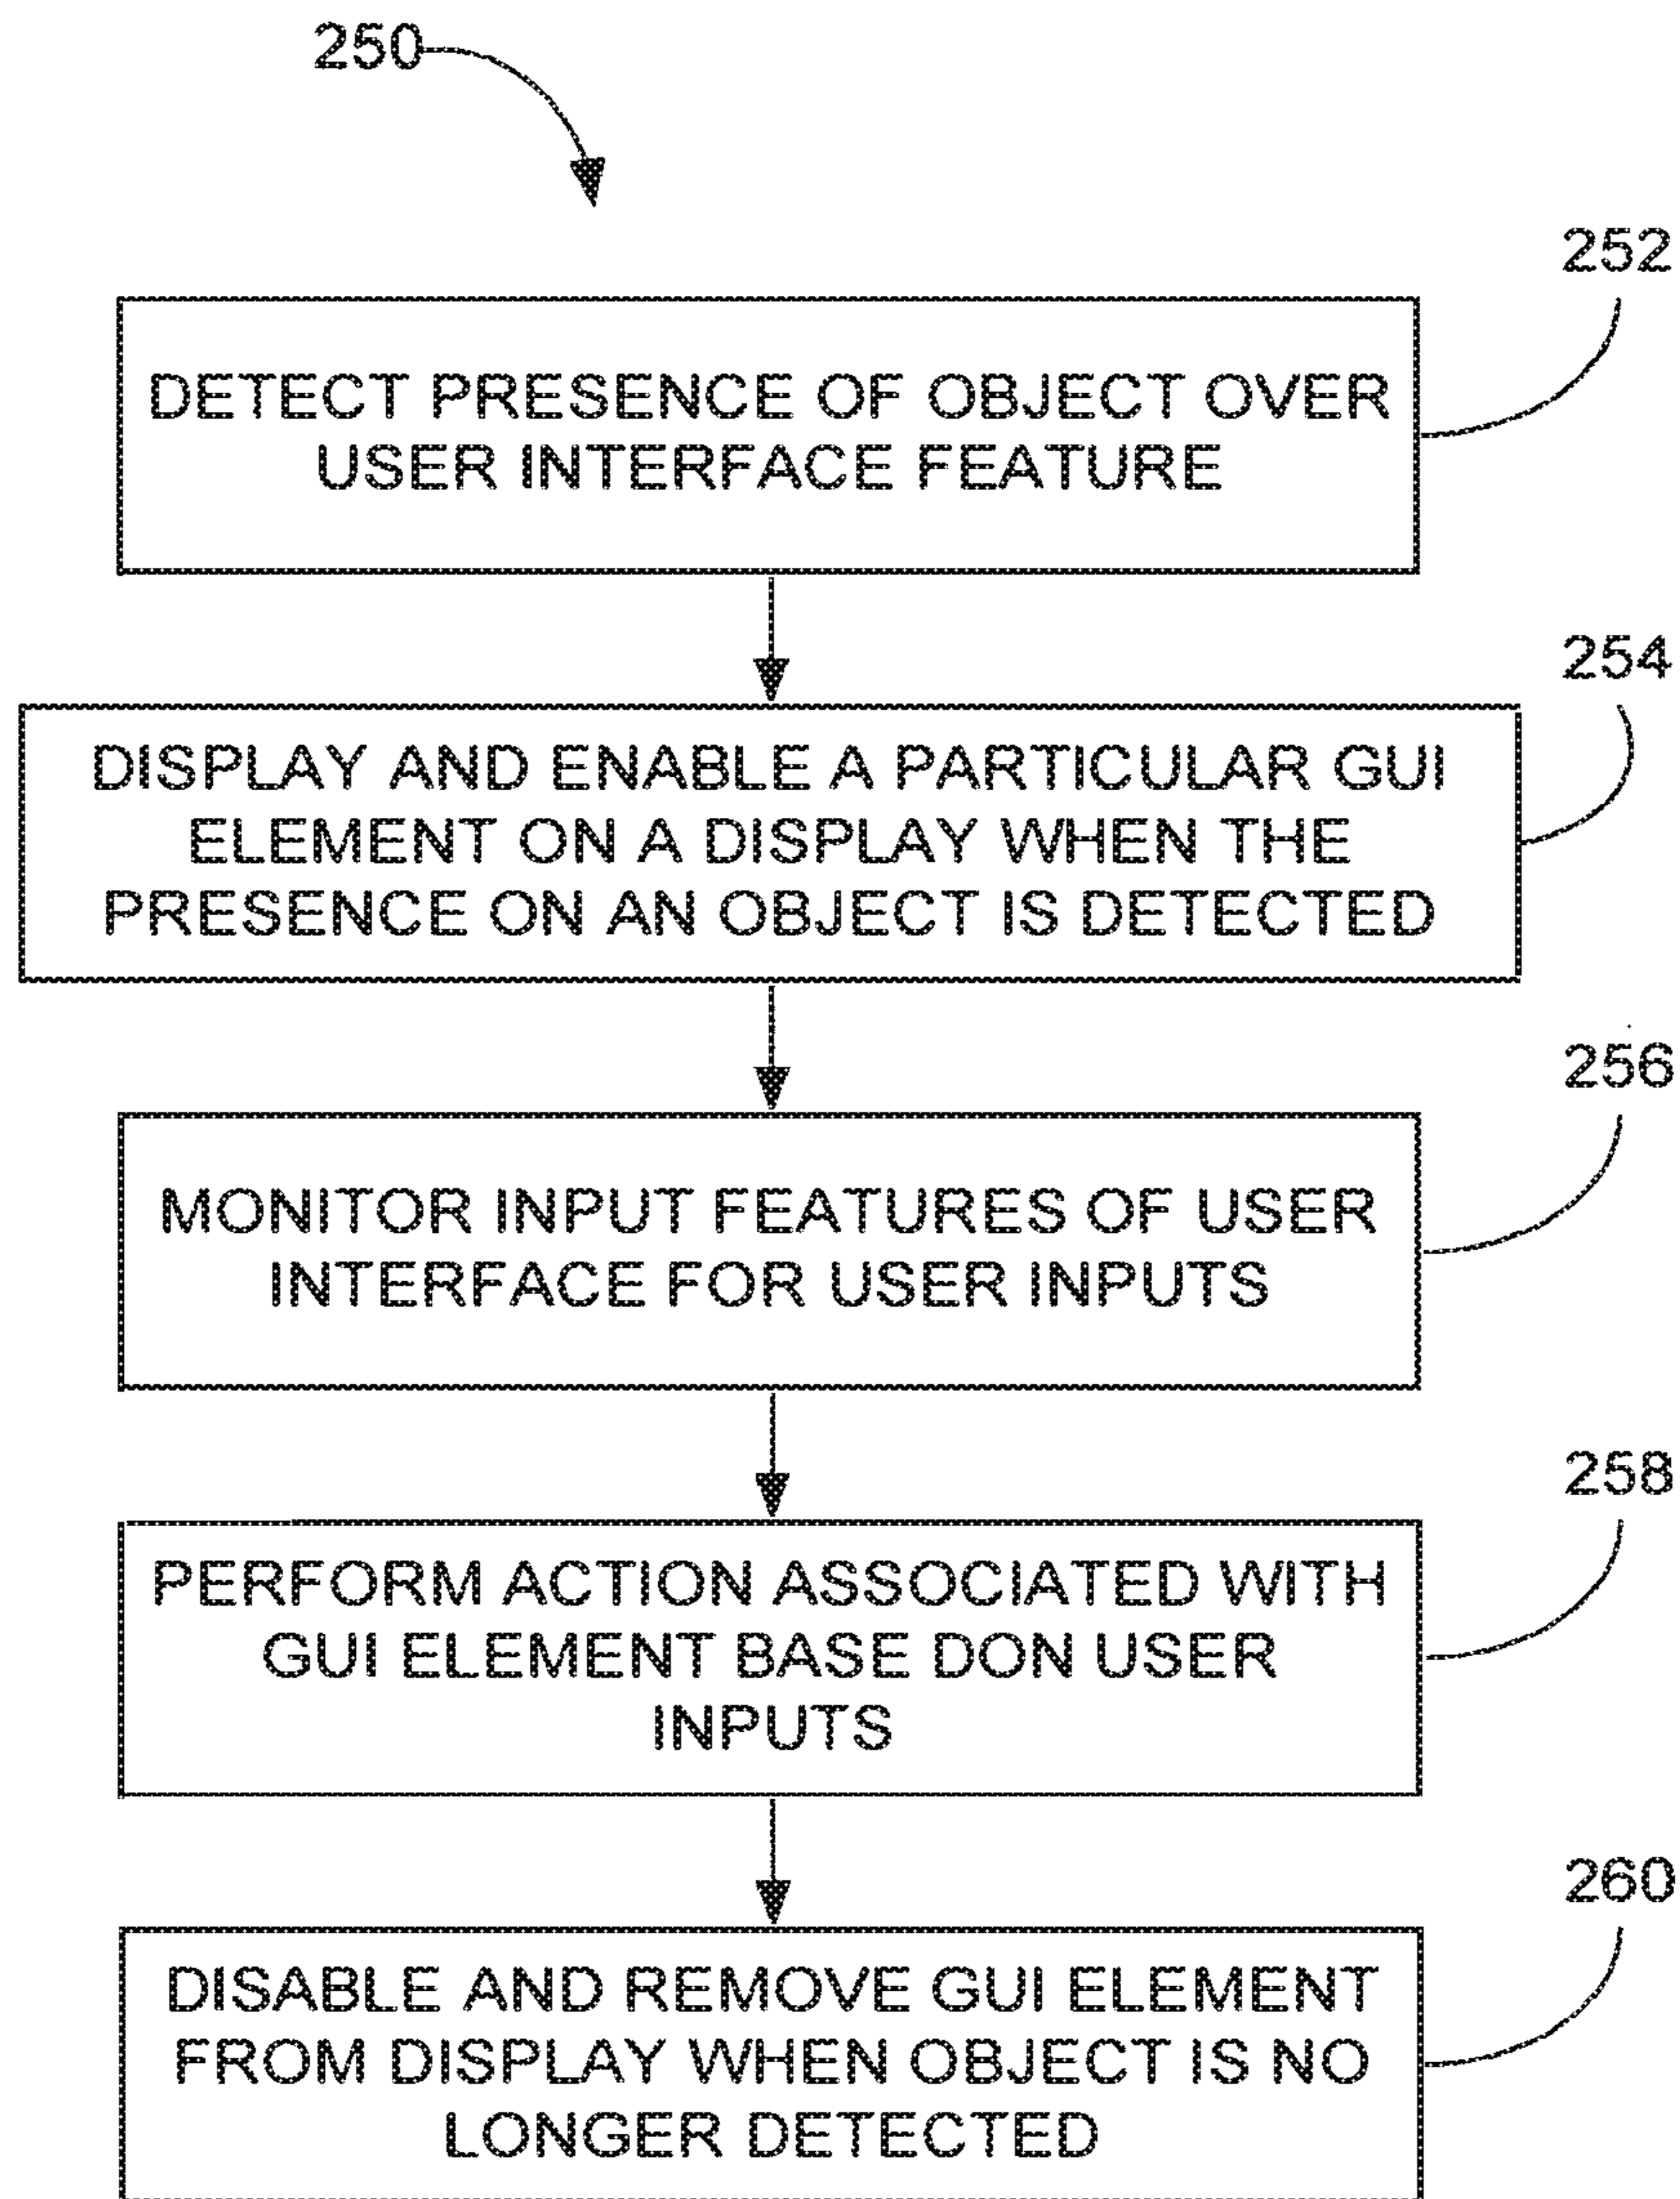 250
252
DETECT PRESENCE OF OBJECT OVER
USER INTERFACE FEATURE
254
DISPLAY AND ENABLE A PARTICULAR GUI
ELEMENT ON A DISPLAY WHEN THE
PRESENCE ON AN OBJECT IS DETECTED
256
MONITOR INPUT FEATURES OF USER
INTERFACE FOR USER INPUTS
258
PERFORM ACTION ASSOCIATED WITH
GUI ELEMENT BASE DON USER
INPUTS
260
DISABLE AND REMOVE GUI ELEMENT
FROM DISPLAY WHEN OBJECT IS NO
LONGER DETECTED